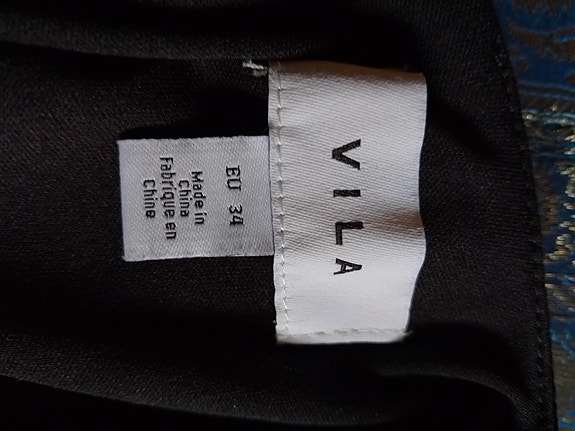 VILA
EU 34
Made in
China
Fabriqué en
Chine